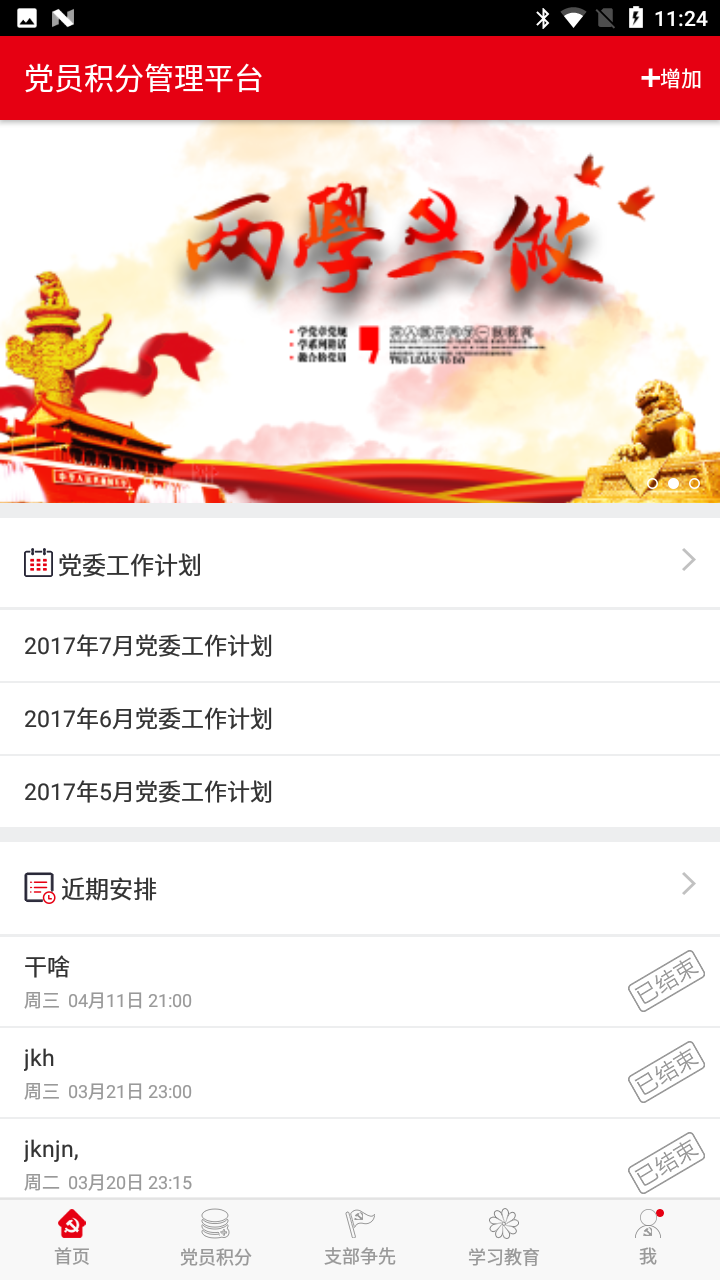 11:24
党员积分管理平台
+增加
两學一做
学党章党规
学系列讲话
做合格党员
TWO LEARN TO DO
党委工作计划
2017年7月党委工作计划
2017年6月党委工作计划
2017年5月党委工作计划
近期安排
干啥
周三 04月11日 21:00
已结束
jkh
周三 03月21日 23:00
已结束
jknjn,
周二 03月20日 23:15
已结束
首页
党员积分
支部争先
学习教育
我